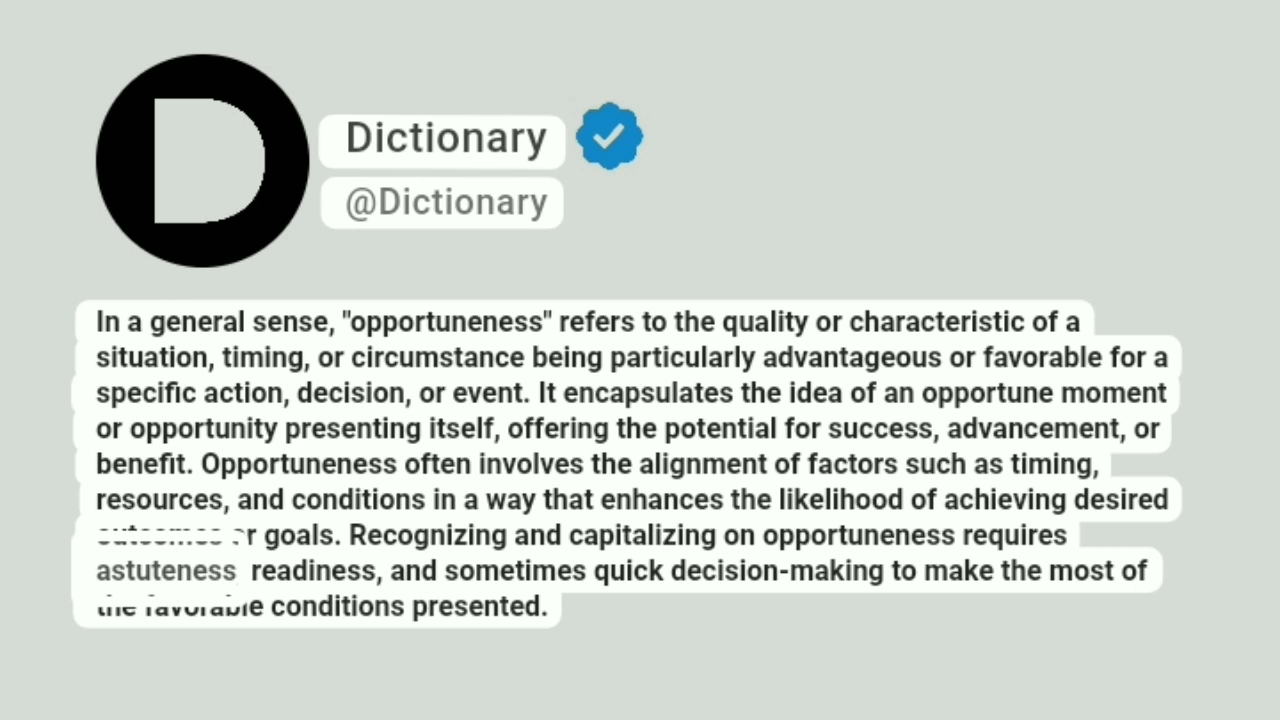 D
Dictionary
@Dictionary
In a general sense, "opportuneness" refers to the quality or characteristic of a
situation, timing, or circumstance being particularly advantageous or favorable for a
specific action, decision, or event. It encapsulates the idea of an opportune moment
or opportunity presenting itself, offering the potential for success, advancement, or
benefit. Opportuneness often involves the alignment of factors such as timing,
resources, and conditions in a way that enhances the likelihood of achieving desired
outcomes or goals. Recognizing and capitalizing on opportuneness requires
astuteness readiness, and sometimes quick decision-making to make the most of
the favorable conditions presented.